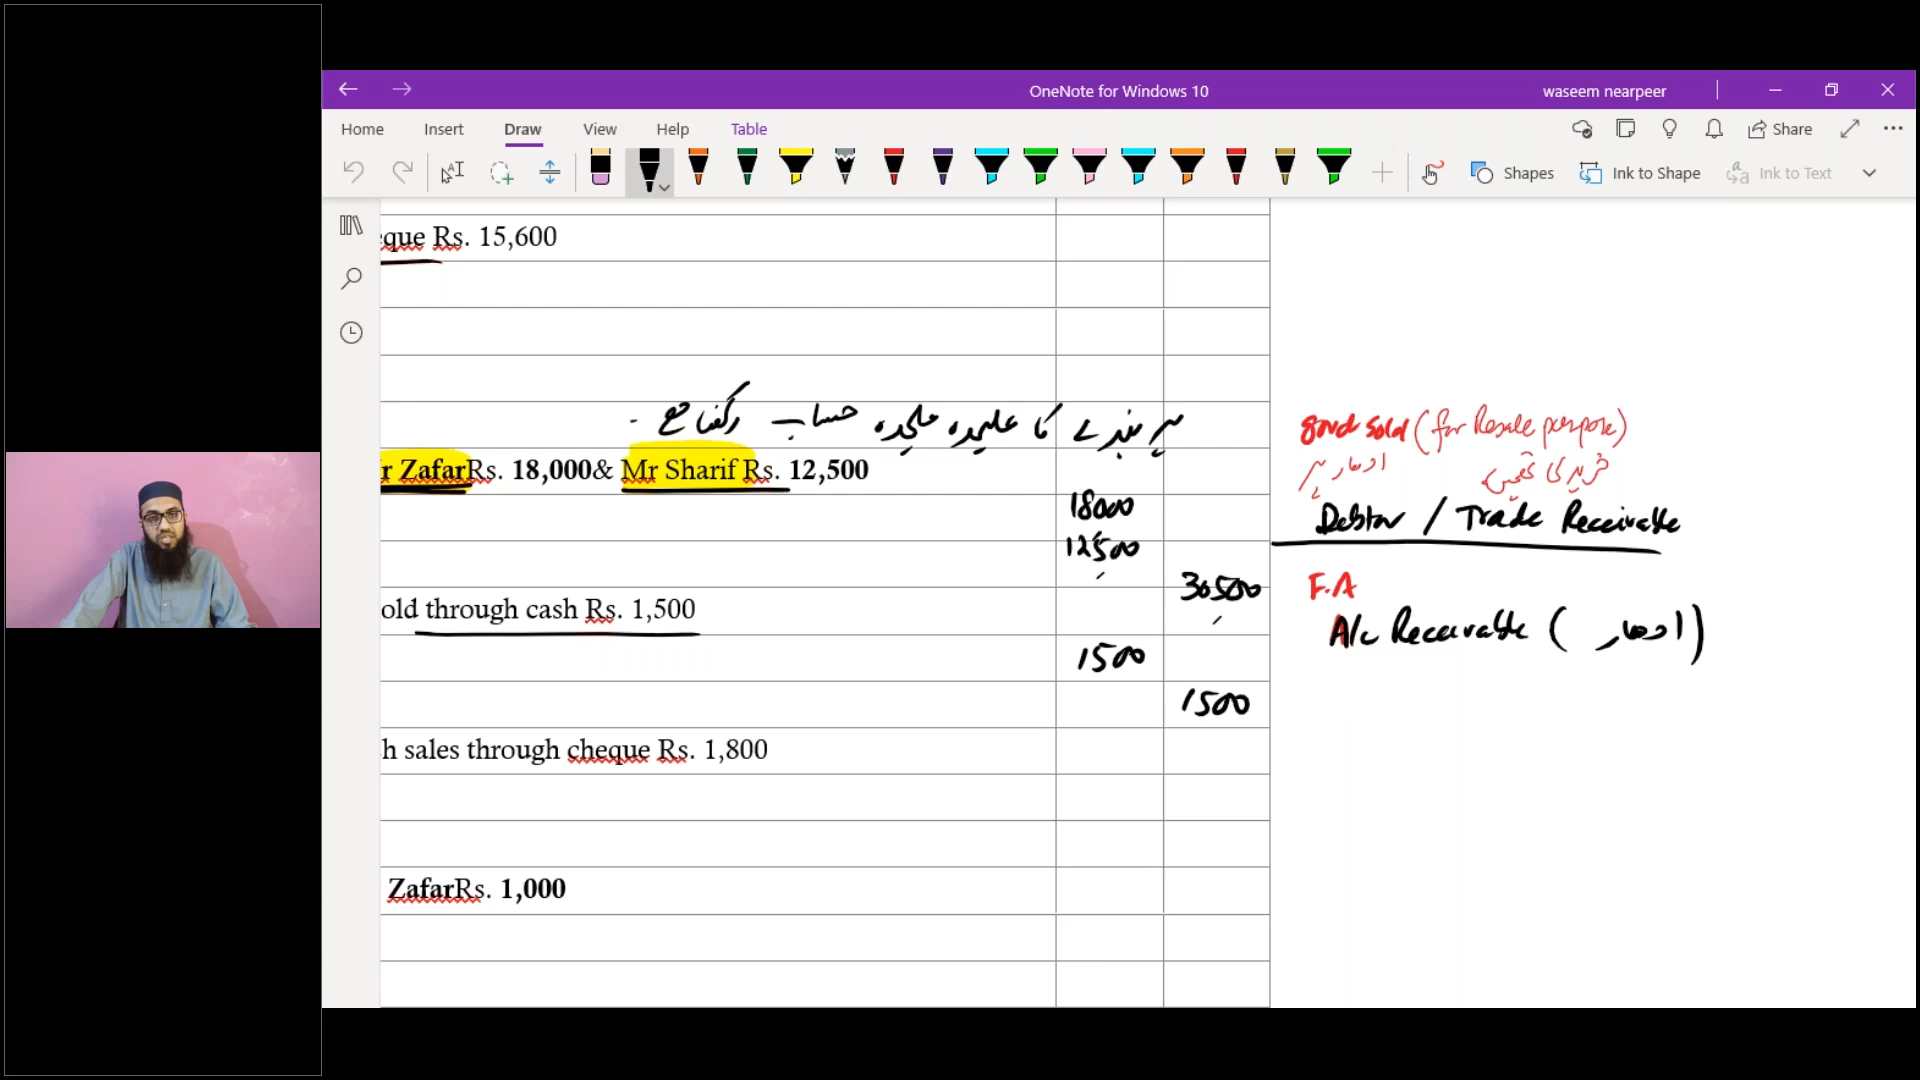 OneNote for Windows 10
waseem nearpeer
Home Insert Draw View Help Table
Share
Shapes Ink to Shape Ink to Text
eque Rs. 15,600
ہر بندے کا علیحدہ علیحدہ حساب رکھنا ہے -
r ZafarRs. 18,000& Mr Sharif Rs. 12,500
18000
12500
30500
old through cash Rs. 1,500
1500
1500
h sales through cheque Rs. 1,800
ZafarRs. 1,000
Good Sold (for Resale purpose)
ادھار پر
Debtor / Trade Receivable
F.A
A/c Receivable ( ادھار )